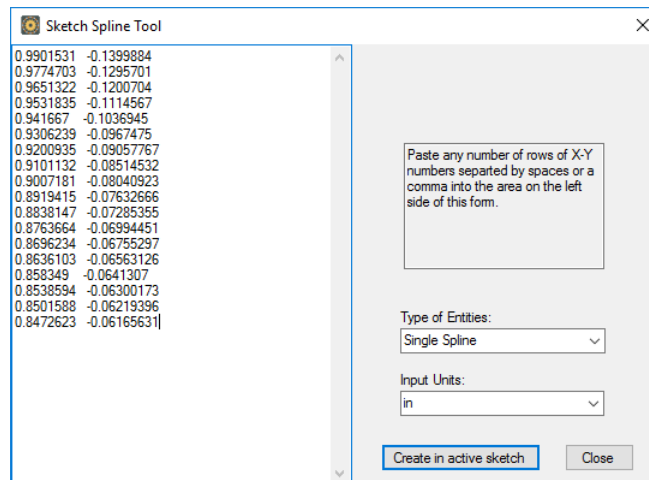 Sketch Spline Tool
0.9901531 -0.1399884
0.9774703 -0.1295701
0.9651322 -0.1200704
0.9531835 -0.1114567
0.941667 -0.1036945
0.9306239 -0.0967475
0.9200935 -0.09057767
0.9101132 -0.08514532
0.9007181 -0.08040923
0.8919415 -0.07632666
0.8838147 -0.07285355
0.8763664 -0.06994451
0.8696234 -0.06755297
0.8636103 -0.06563126
0.858349 -0.0641307
0.8538594 -0.06300173
0.8501588 -0.06219396
0.8472623 -0.06165631
Paste any number of rows of X-Y
numbers separted by spaces or a
comma into the area on the left
side of this form.
Type of Entities:
Single Spline
Input Units:
in
Create in active sketch
Close